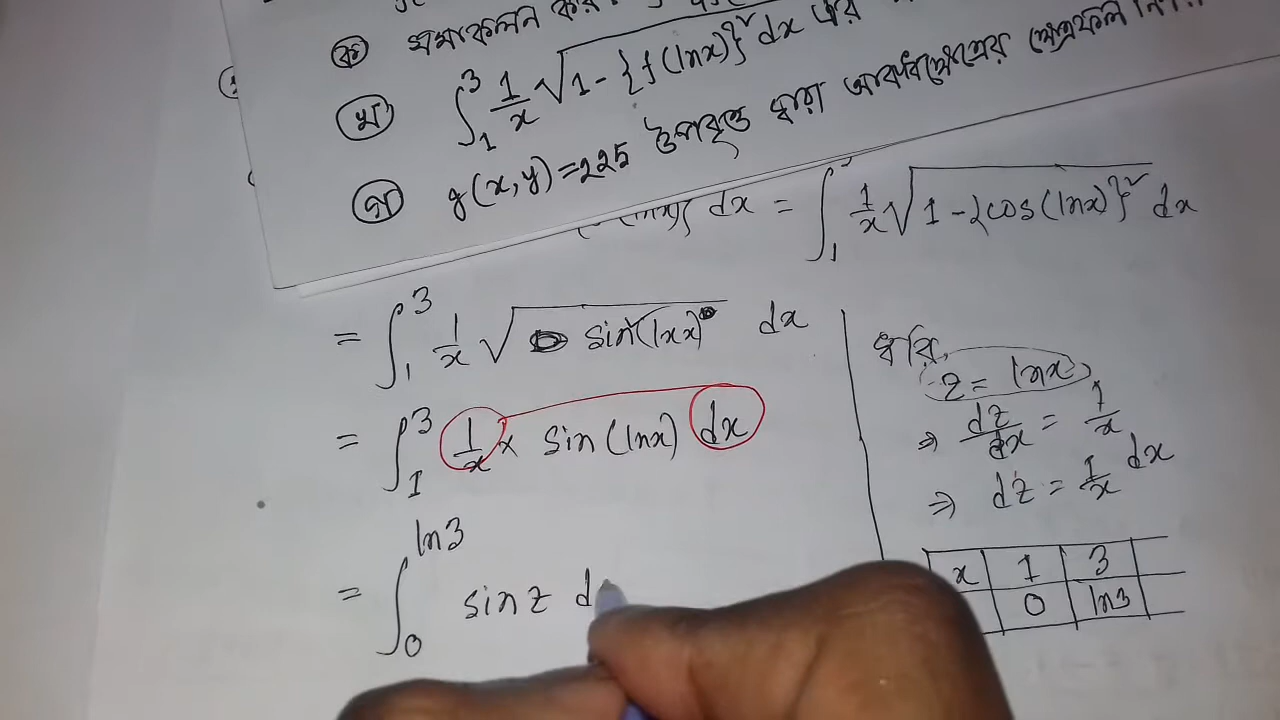 ক সমাকলন কর
খ ∫₁³ 1/x √1-{f(lnx)}² dx এর
গ g(x,y)=225 উপবৃত্ত দ্বারা আবদ্ধ ক্ষেত্রের ক্ষেত্রফল
dx = ∫₁ 1/x √1-{cos(lnx)}² dx
= ∫₁³ 1/x √sin²(lnx) dx
= ∫₁³ 1/x × sin(lnx) dx
= ∫₀^ln3 sinz d
ধরি,
z = lnx
⇒ dz/dx = 1/x
⇒ dz = 1/x dx
x 1 3
0 ln3